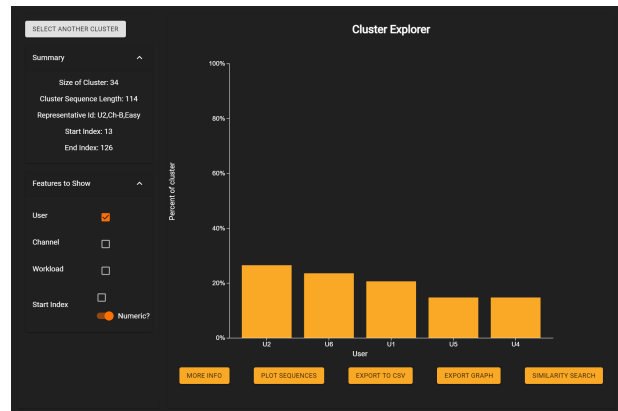 SELECT ANOTHER CLUSTER
Cluster Explorer
Summary
Size of Cluster: 34
Cluster Sequence Length: 114
Representative Id: U2,Ch-B,Easy
Start Index: 13
End Index: 126
Features to Show
User
Channel
Workload
Start Index
Numeric?
Percent of cluster
100%
80%
60%
40%
20%
0%
U2 U6 U1 U5 U4
User
MORE INFO PLOT SEQUENCES EXPORT TO CSV EXPORT GRAPH SIMILARITY SEARCH